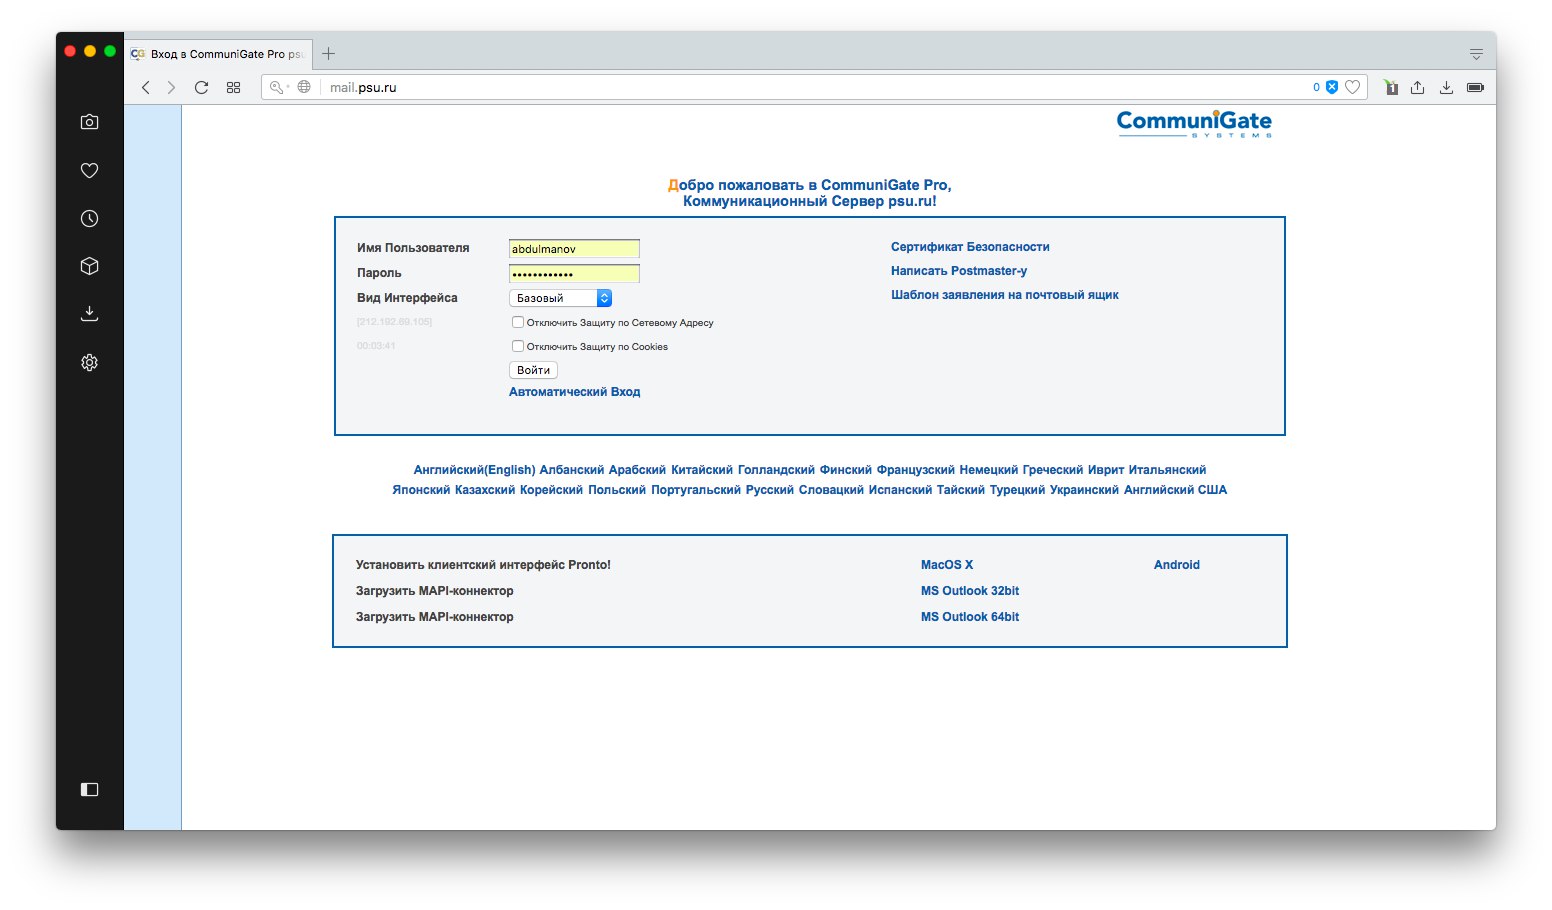 Вход в CommuniGate Pro psu
mail.psu.ru
0
1
CommuniGate
SYSTEMS
Добро пожаловать в CommuniGate Pro,
Коммуникационный Сервер psu.ru!
Имя Пользователя abdulmanov
Пароль ••••••••••••
Вид Интерфейса Базовый
[212.192.69.105] Отключить Защиту по Сетевому Адресу
00:03:41 Отключить Защиту по Cookies
Войти
Автоматический Вход
Сертификат Безопасности
Написать Postmaster-у
Шаблон заявления на почтовый ящик
Английский(English) Албанский Арабский Китайский Голландский Финский Французский Немецкий Греческий Иврит Итальянский
Японский Казахский Корейский Польский Португальский Русский Словацкий Испанский Тайский Турецкий Украинский Английский США
Установить клиентский интерфейс Pronto! MacOS X Android
Загрузить MAPI-коннектор MS Outlook 32bit
Загрузить MAPI-коннектор MS Outlook 64bit